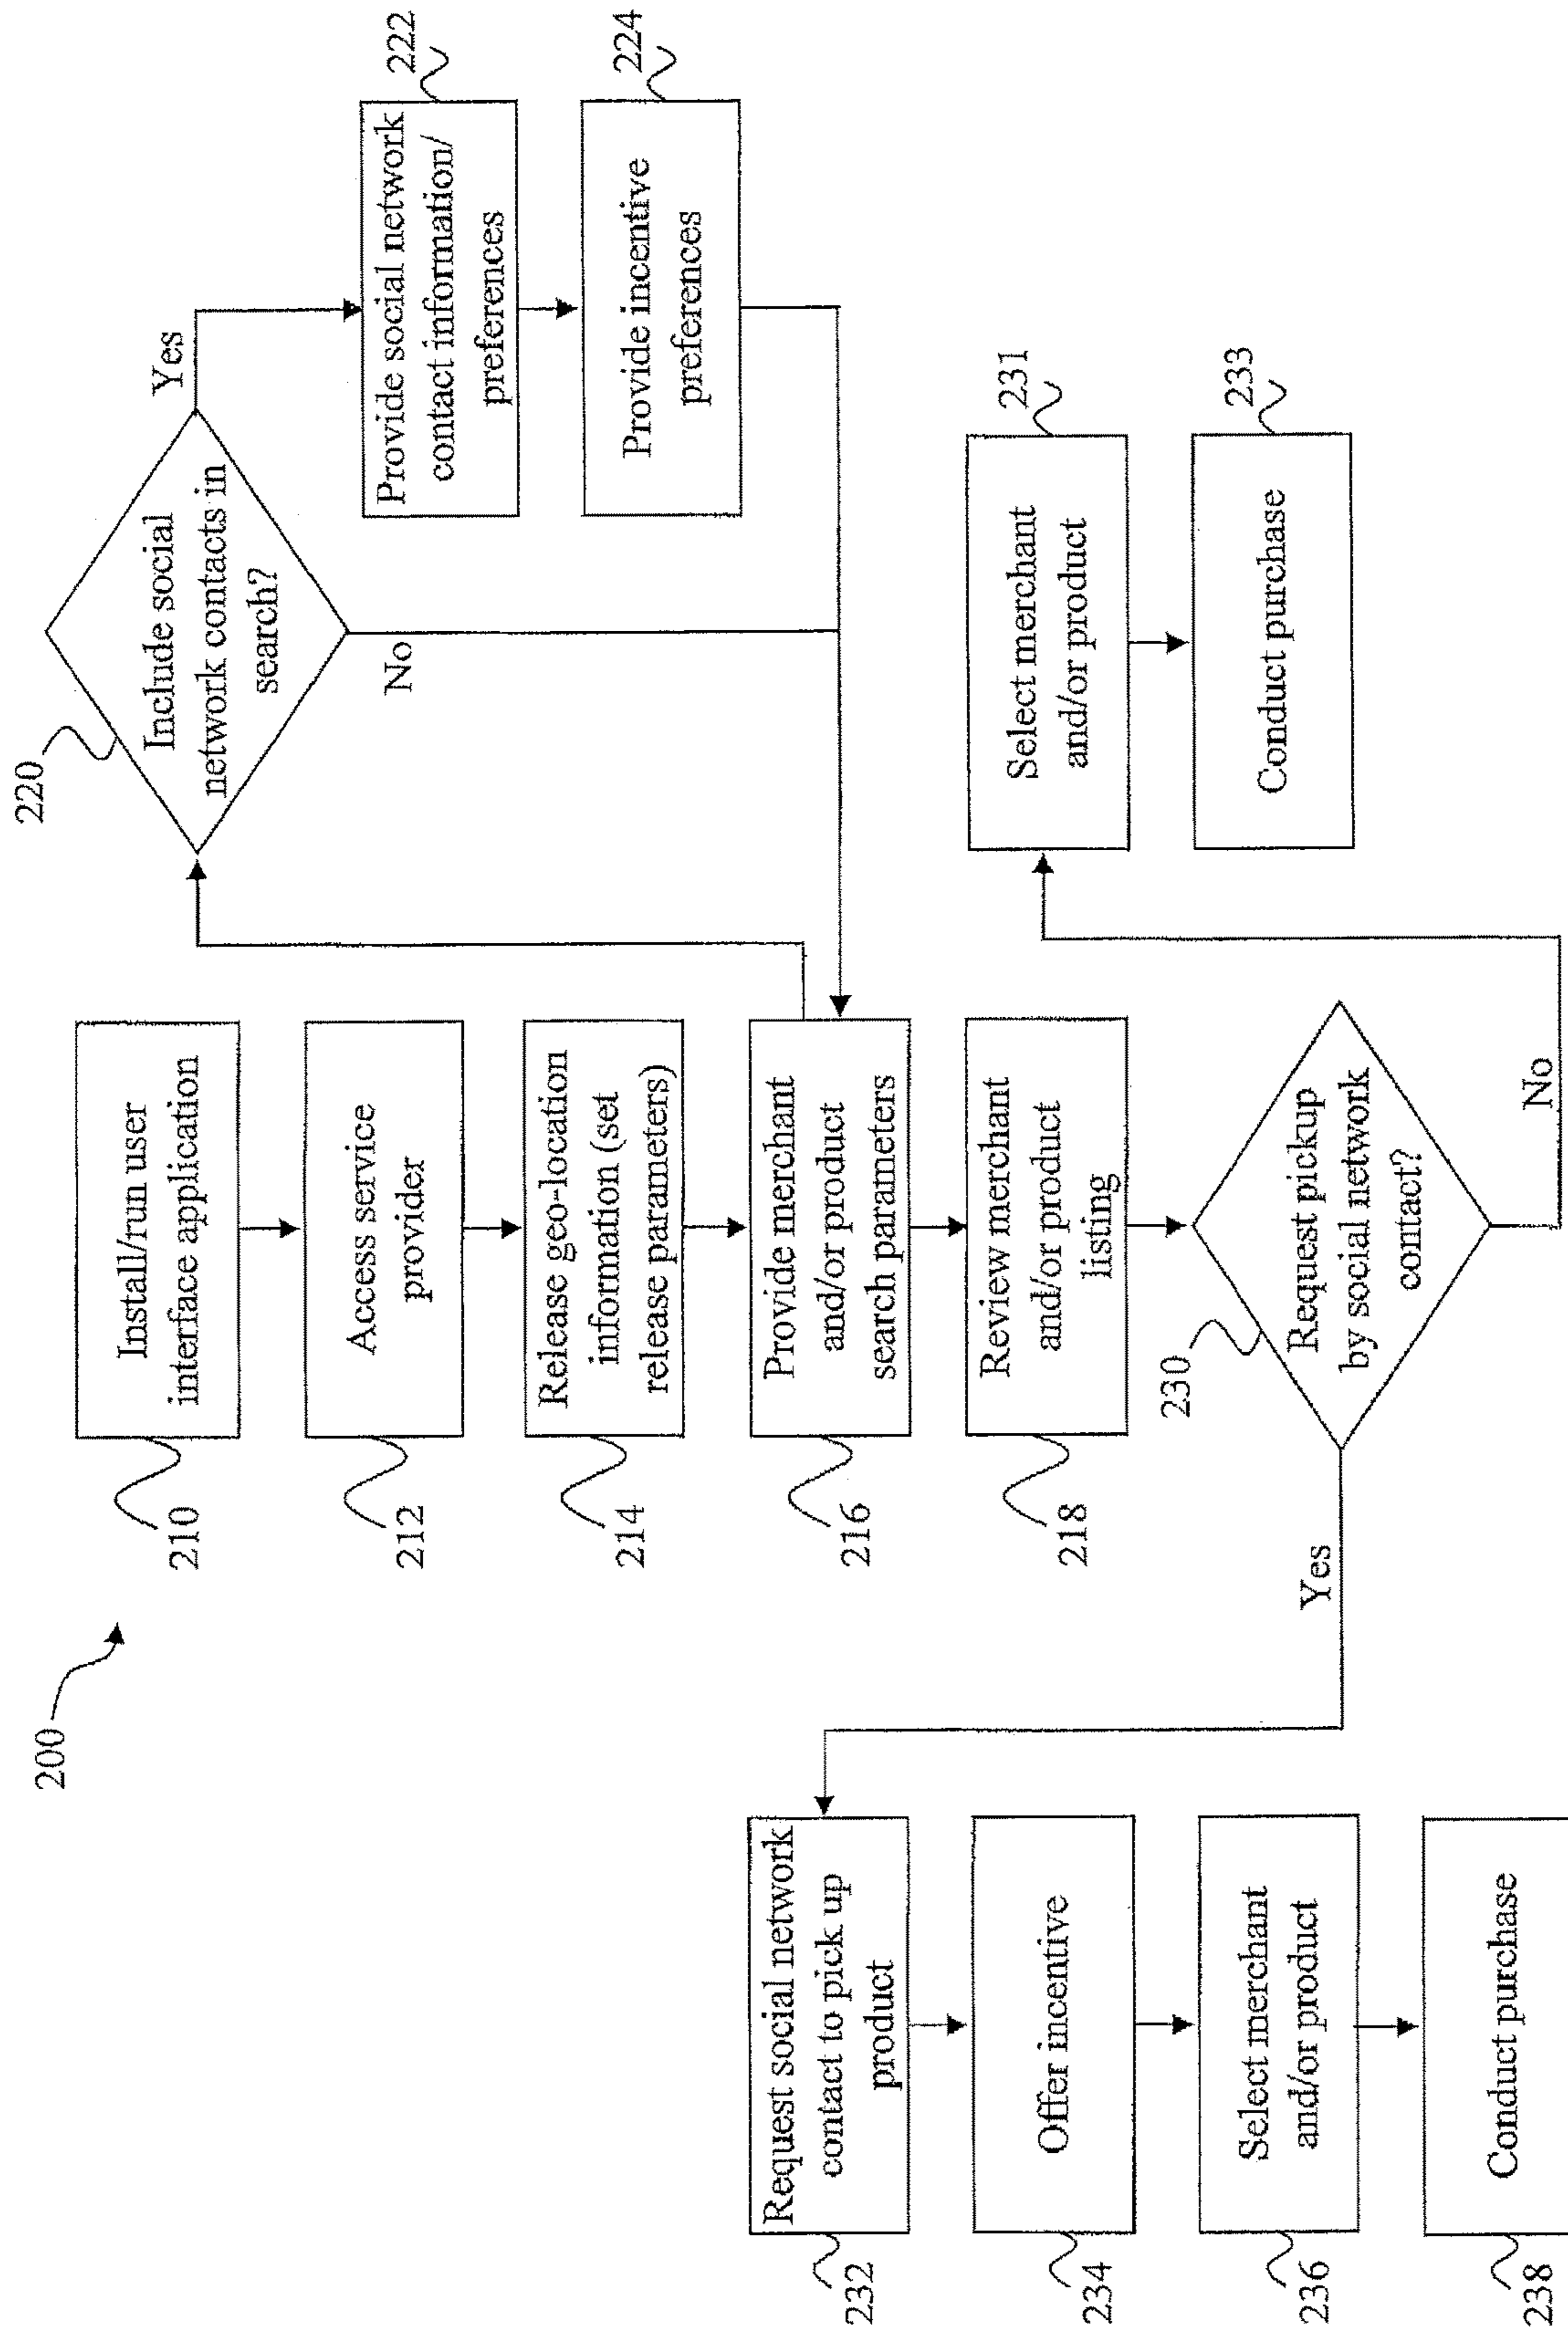 200
210
Install/run user
interface application
212
Access service
provider
214
Release geo-location
information (set
release parameters)
216
Provide merchant
and/or product
search parameters
218
Review merchant
and/or product
listing
220
Include social
network contacts in
search?
Yes
No
222
Provide social network
contact information/
preferences
224
Provide incentive
preferences
230
Request pickup
by social network
contact?
Yes
No
231
Select merchant
and/or product
233
Conduct purchase
232
Request social network
contact to pick up
product
234
Offer incentive
236
Select merchant
and/or product
238
Conduct purchase